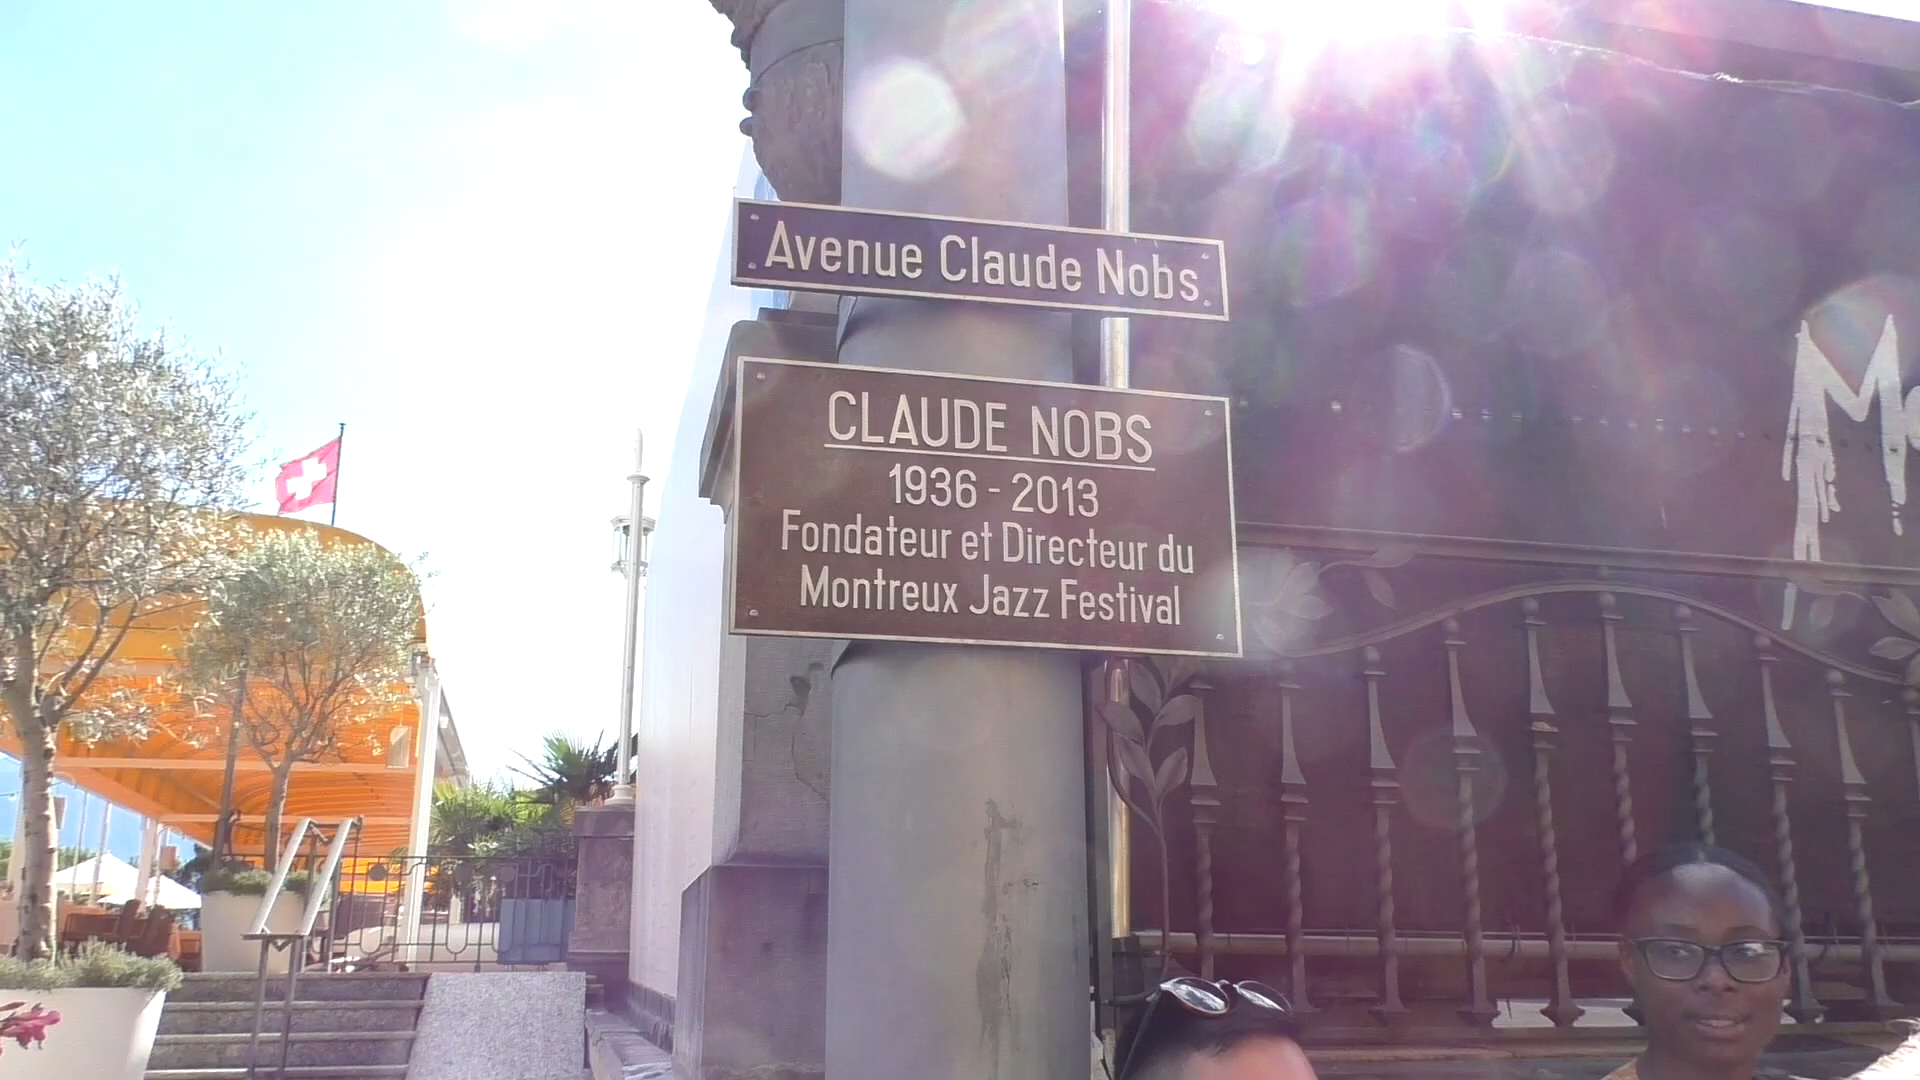 Avenue Claude Nobs
CLAUDE NOBS
1936 - 2013
Fondateur et Directeur du
Montreux Jazz Festival